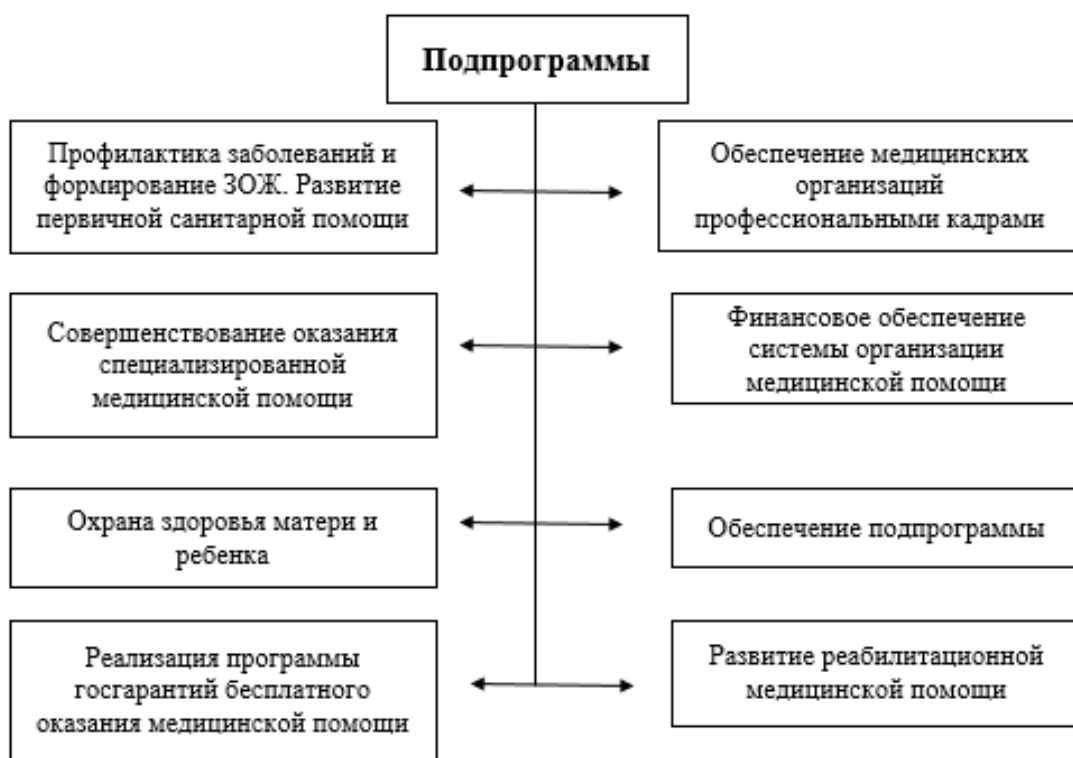 Подпрограммы
Профилактика заболеваний и
формирование ЗОЖ. Развитие
первичной санитарной помощи
Обеспечение медицинских
организаций
профессиональными кадрами
Совершенствование оказания
специализированной
медицинской помощи
Финансовое обеспечение
системы организации
медицинской помощи
Охрана здоровья матери и
ребенка
Обеспечение подпрограммы
Реализация программы
госгарантий бесплатного
оказания медицинской помощи
Развитие реабилитационной
медицинской помощи